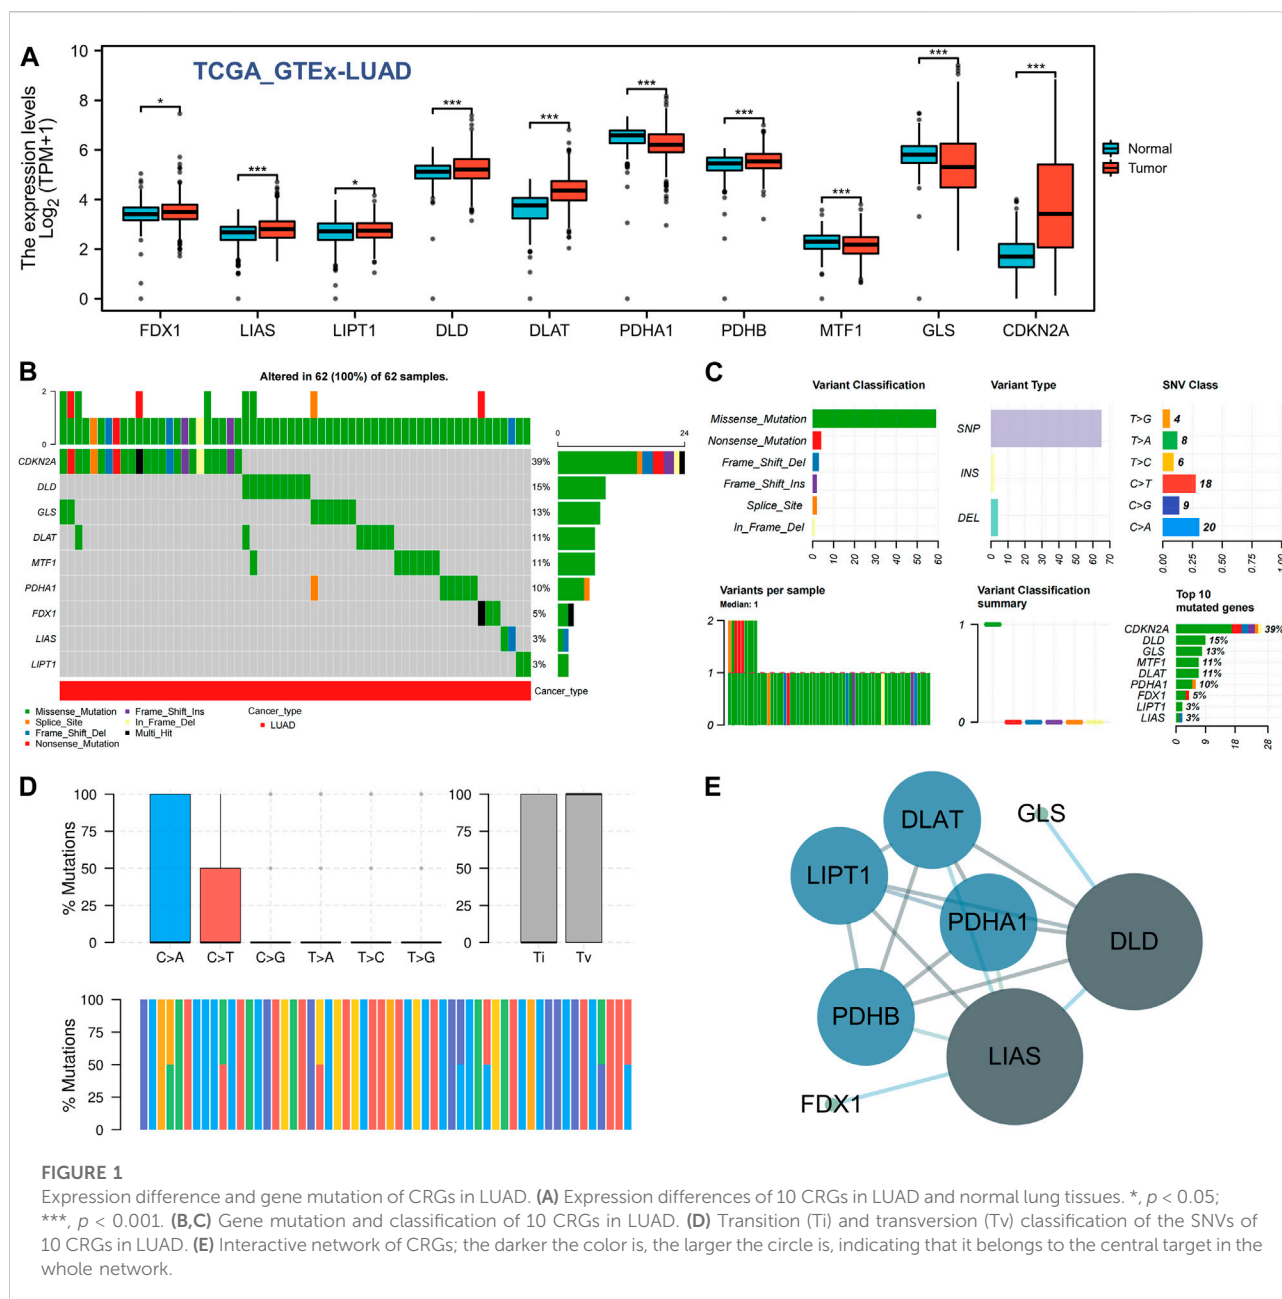 A
TCGA_GTEx-LUAD
The expression levels
Log2 (TPM+1)
10
8
6
4
2
0
* *** * *** *** *** *** *** *** ***
Normal
Tumor
FDX1 LIAS LIPT1 DLD DLAT PDHA1 PDHB MTF1 GLS CDKN2A
B
Altered in 62 (100%) of 62 samples.
2
1
0
0 24
CDKN2A 39%
DLD 15%
GLS 13%
DLAT 11%
MTF1 11%
PDHA1 10%
FDX1 5%
LIAS 3%
LIPT1 3%
Cancer_type
Missense_Mutation
Splice_Site
Frame_Shift_Del
Nonsense_Mutation
Frame_Shift_Ins
In_Frame_Del
Multi_Hit
Cancer_type
LUAD
C
Variant Classification
Missense_Mutation
Nonsense_Mutation
Frame_Shift_Del
Frame_Shift_Ins
Splice_Site
In_Frame_Del
0 10 20 30 40 50 60
Variant Type
SNP
INS
DEL
0 10 20 30 40 50 60 70
SNV Class
T>G 4
T>A 8
T>C 6
C>T 18
C>G 9
C>A 20
0.00 0.25 0.50 0.75 1.00
Variants per sample
Median: 1
2
1
0
Variant Classification
summary
1
0
Top 10
mutated genes
CDKN2A 39%
DLD 15%
GLS 13%
MTF1 11%
DLAT 11%
PDHA1 10%
FDX1 5%
LIPT1 3%
LIAS 3%
0 9 18 28
D
% Mutations
100
75
50
25
0
C>A C>T C>G T>A T>C T>G
100
75
50
25
0
Ti Tv
% Mutations
100
75
50
25
0
E
DLAT
GLS
LIPT1
PDHA1
DLD
PDHB
LIAS
FDX1
FIGURE 1
Expression difference and gene mutation of CRGs in LUAD. (A) Expression differences of 10 CRGs in LUAD and normal lung tissues. *, p < 0.05;
***, p < 0.001. (B,C) Gene mutation and classification of 10 CRGs in LUAD. (D) Transition (Ti) and transversion (Tv) classification of the SNVs of
10 CRGs in LUAD. (E) Interactive network of CRGs; the darker the color is, the larger the circle is, indicating that it belongs to the central target in the
whole network.